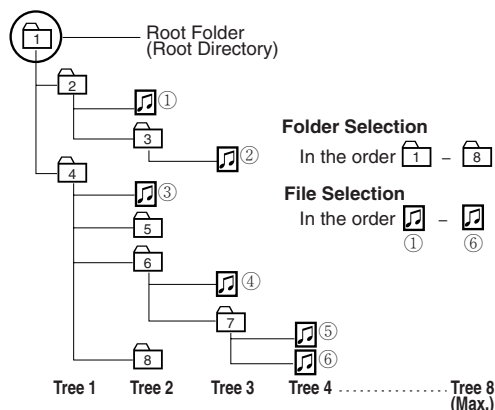 1
Root Folder
(Root Directory)
2
①
3
②
Folder Selection
In the order 1 – 8
4
③
File Selection
In the order –
① ⑥
5
6
④
7
⑤
⑥
8
Tree 1 Tree 2 Tree 3 Tree 4 .................... Tree 8
(Max.)